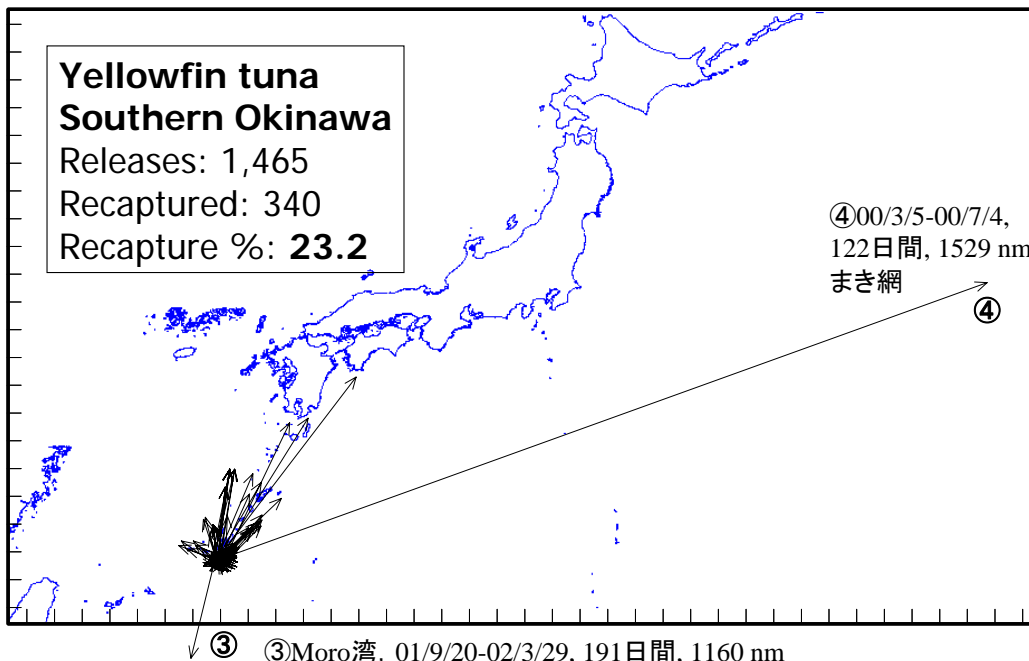 Yellowfin tuna
Southern Okinawa
Releases: 1,465
Recaptured: 340
Recapture %: 23.2
④00/3/5-00/7/4,
122日間, 1529 nm
まき網
④
③
③Moro湾, 01/9/20-02/3/29, 191日間, 1160 nm